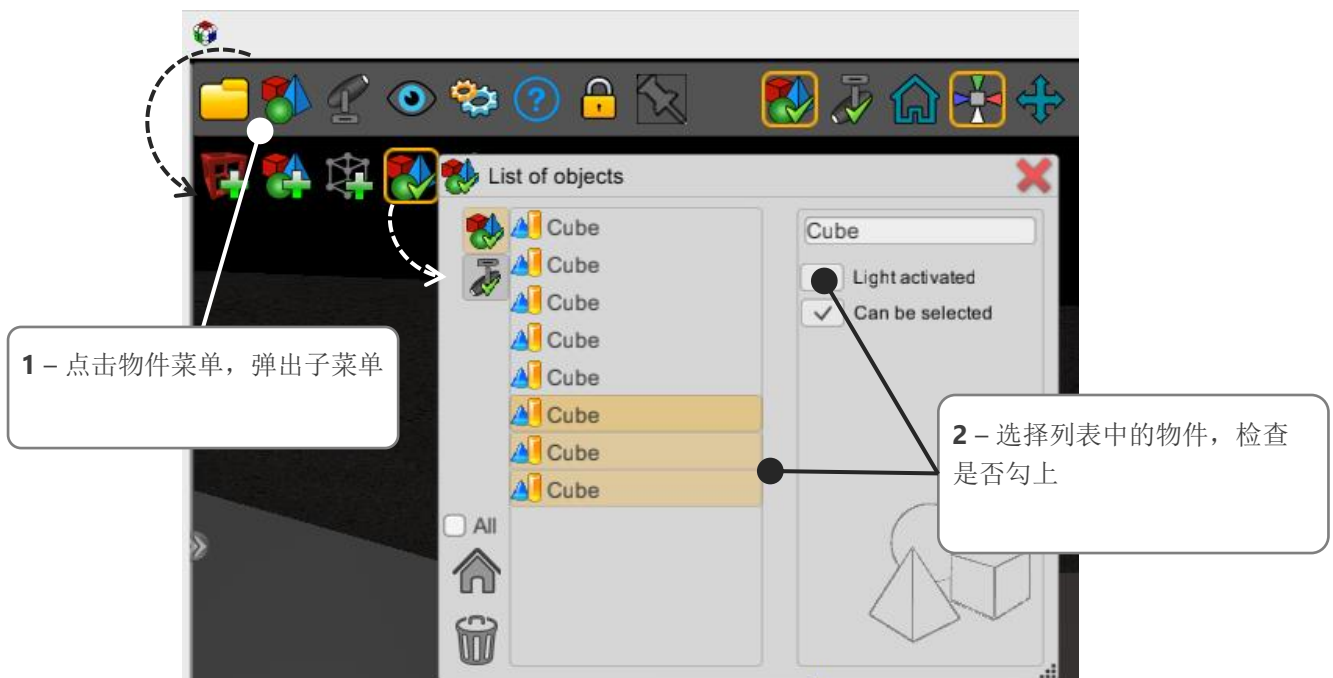 List of objects
Cube
Cube
Cube
Cube
Cube
Cube
Cube
Cube
All
Cube
Light activated
Can be selected
1 – 点击物件菜单，弹出子菜单
2 – 选择列表中的物件，检查
是否勾上